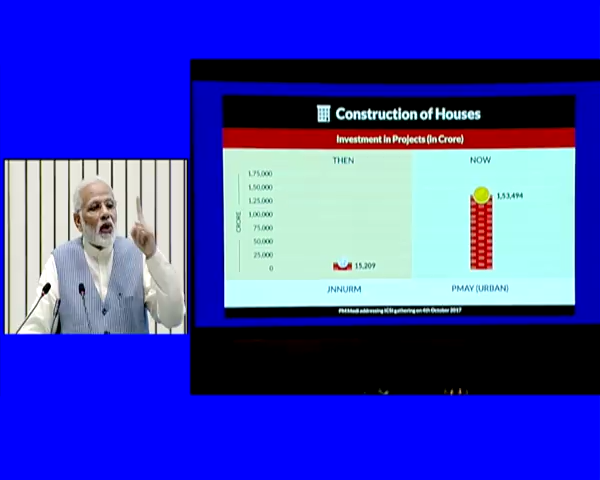 Construction of Houses
Investment in Projects (in Crore)
THEN
NOW
CRORE
1,75,000
1,50,000
1,25,000
1,00,000
75,000
50,000
25,000
0
15,209
1,53,494
JNNURM
PMAY (URBAN)
PM Modi addressing ICSI gathering on 4th October 2017